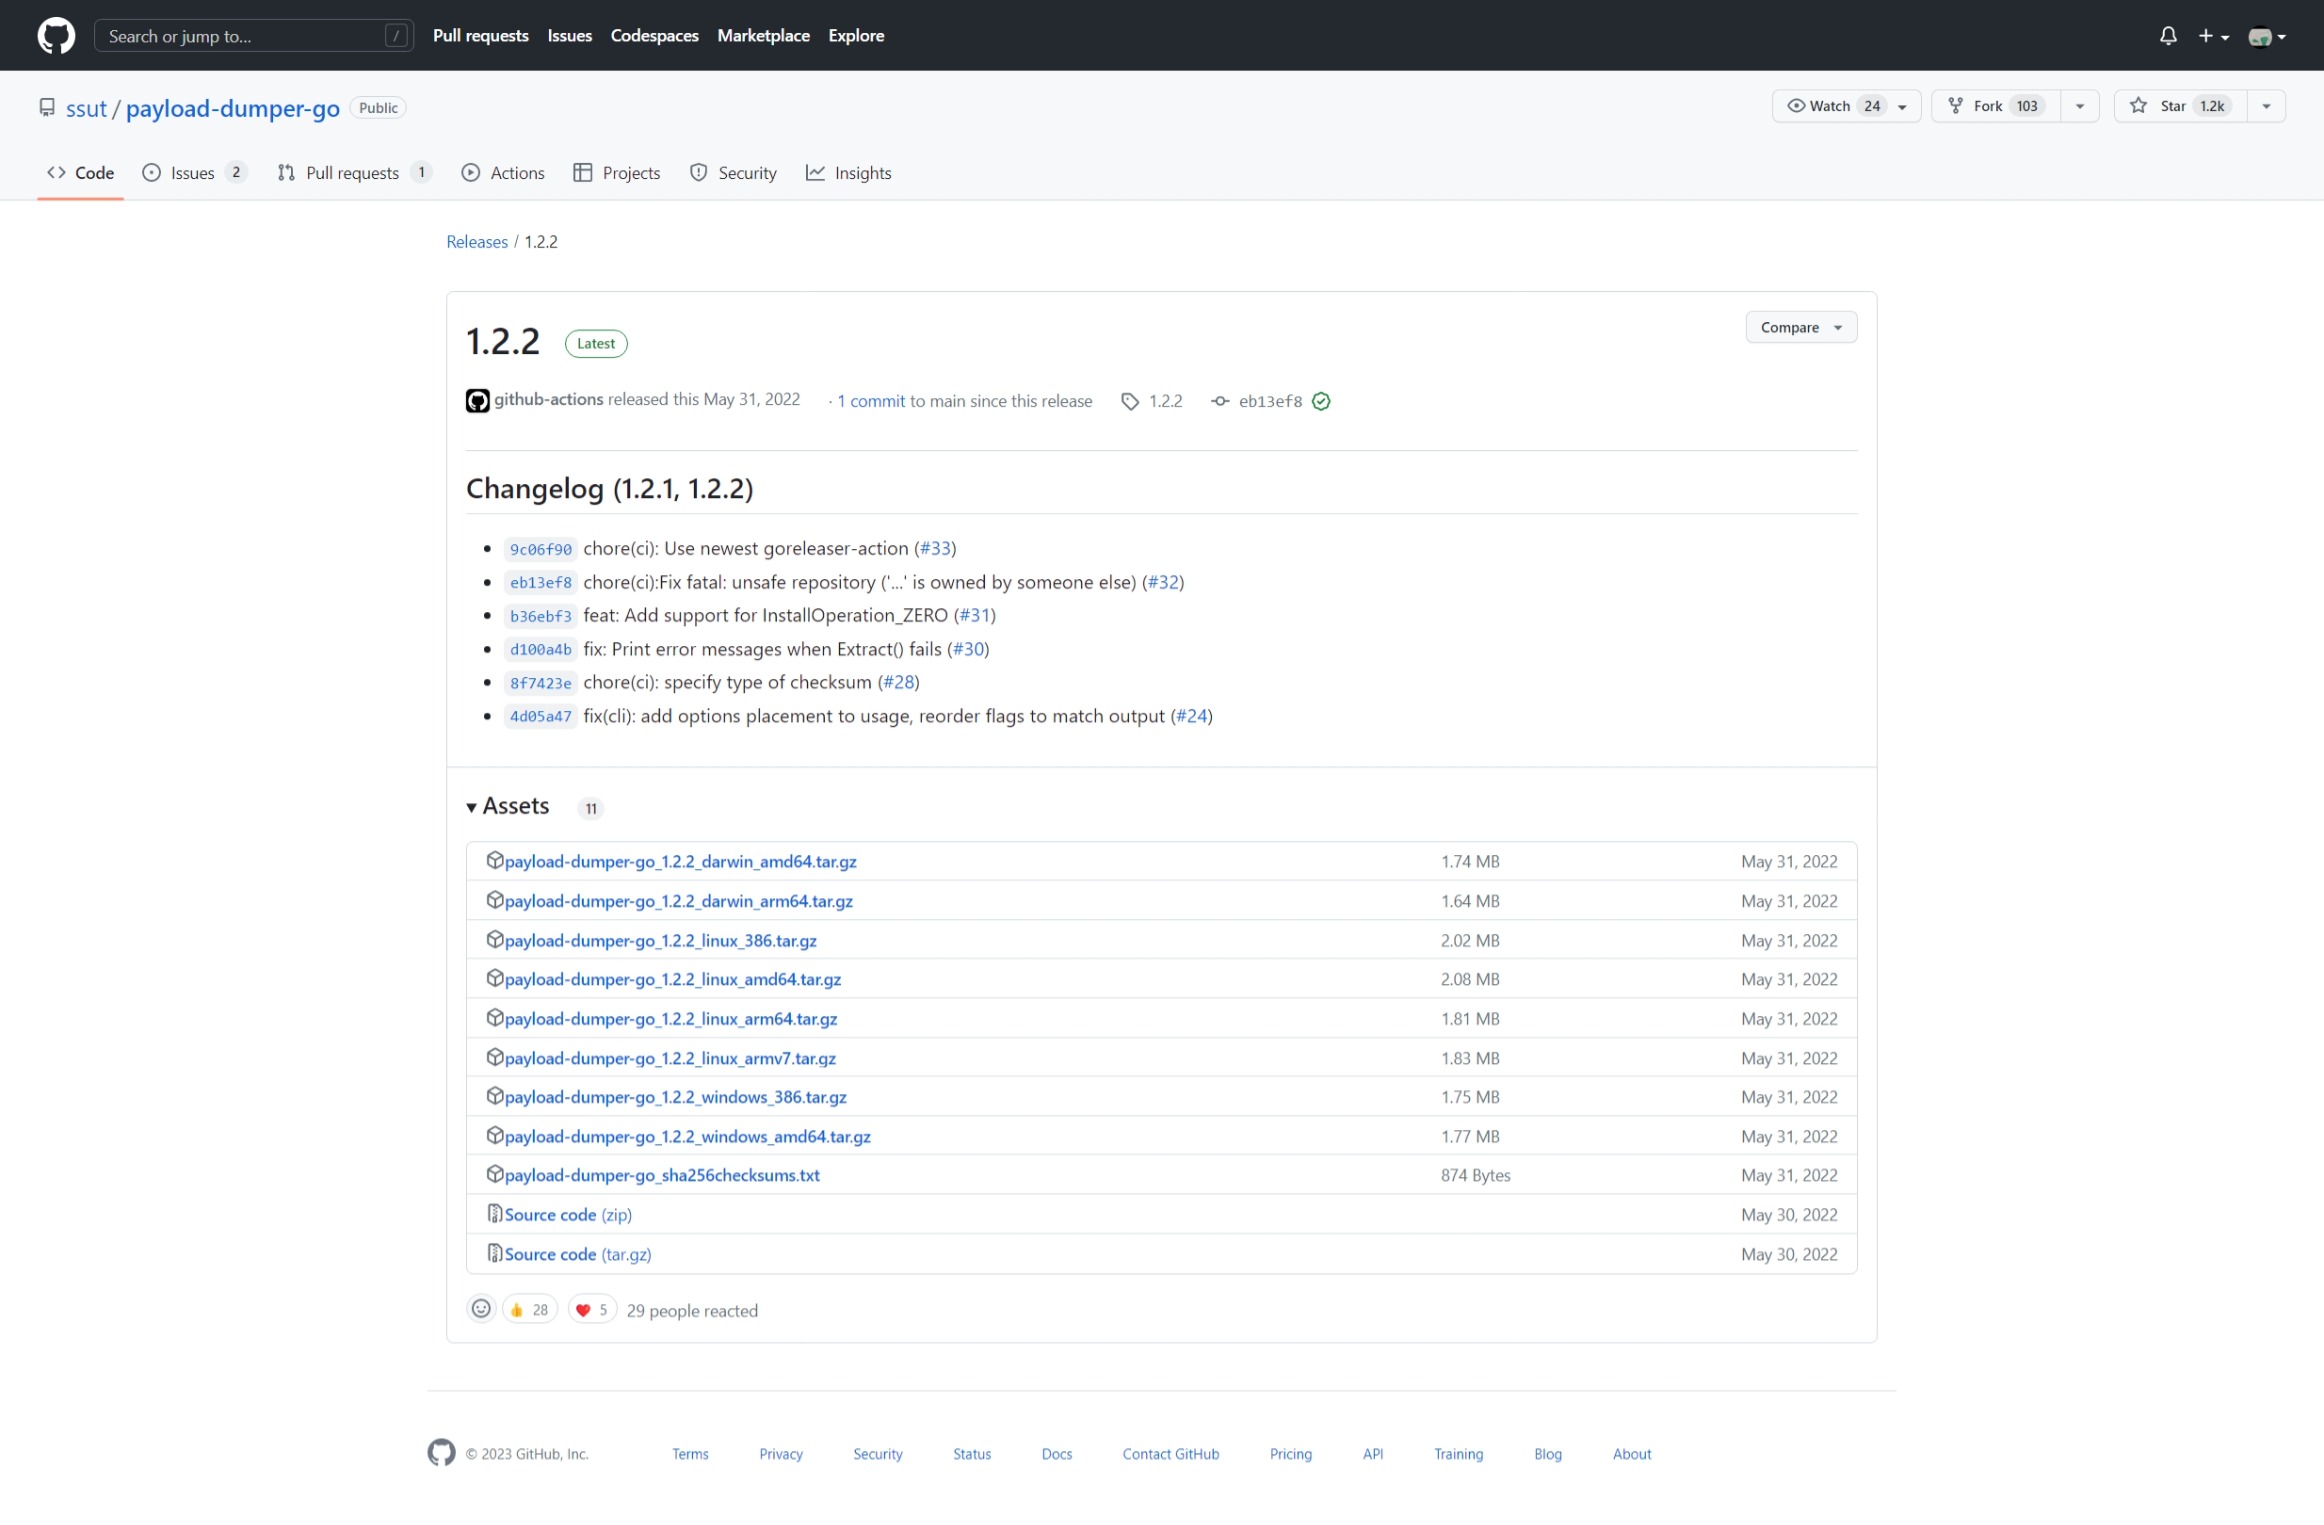 Search or jump to... / Pull requests Issues Codespaces Marketplace Explore
ssut / payload-dumper-go Public Watch 24 Fork 103 Star 1.2k
Code Issues 2 Pull requests 1 Actions Projects Security Insights
Releases / 1.2.2
1.2.2 Latest Compare
github-actions released this May 31, 2022 · 1 commit to main since this release 1.2.2 eb13ef8
Changelog (1.2.1, 1.2.2)
9c06f90 chore(ci): Use newest goreleaser-action (#33)
eb13ef8 chore(ci):Fix fatal: unsafe repository ('...' is owned by someone else) (#32)
b36ebf3 feat: Add support for InstallOperation_ZERO (#31)
d100a4b fix: Print error messages when Extract() fails (#30)
8f7423e chore(ci): specify type of checksum (#28)
4d05a47 fix(cli): add options placement to usage, reorder flags to match output (#24)
Assets 11
payload-dumper-go_1.2.2_darwin_amd64.tar.gz 1.74 MB May 31, 2022
payload-dumper-go_1.2.2_darwin_arm64.tar.gz 1.64 MB May 31, 2022
payload-dumper-go_1.2.2_linux_386.tar.gz 2.02 MB May 31, 2022
payload-dumper-go_1.2.2_linux_amd64.tar.gz 2.08 MB May 31, 2022
payload-dumper-go_1.2.2_linux_arm64.tar.gz 1.81 MB May 31, 2022
payload-dumper-go_1.2.2_linux_armv7.tar.gz 1.83 MB May 31, 2022
payload-dumper-go_1.2.2_windows_386.tar.gz 1.75 MB May 31, 2022
payload-dumper-go_1.2.2_windows_amd64.tar.gz 1.77 MB May 31, 2022
payload-dumper-go_sha256checksums.txt 874 Bytes May 31, 2022
Source code (zip) May 30, 2022
Source code (tar.gz) May 30, 2022
28 5 29 people reacted
© 2023 GitHub, Inc. Terms Privacy Security Status Docs Contact GitHub Pricing API Training Blog About